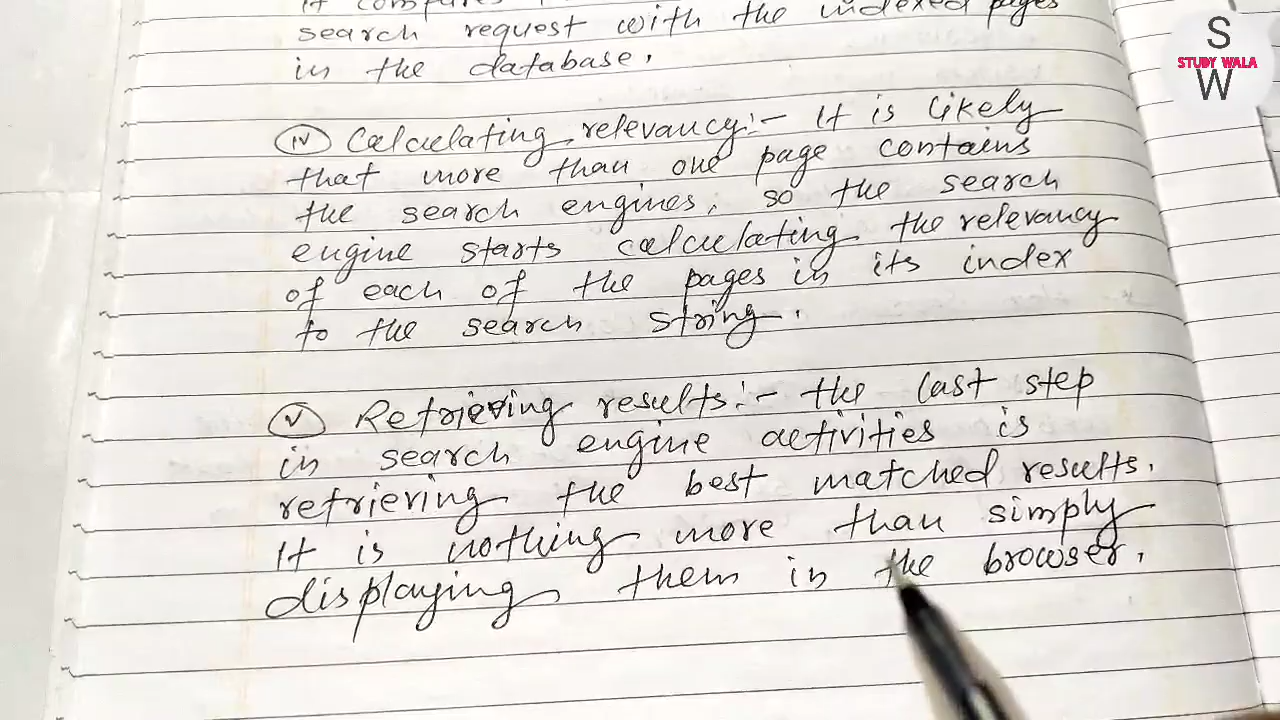 It compares
search request with the indexed pages
in the database.
(iv) Calculating relevancy:- It is likely
that more than one page contains
the search engines, so the search
engine starts calculating the relevancy
of each of the pages in its index
to the search string.
(v) Retrieving results:- the last step
in search engine activities is
retrieving the best matched results.
It is nothing more than simply
displaying them in the browser.
S
STUDY WALA
W